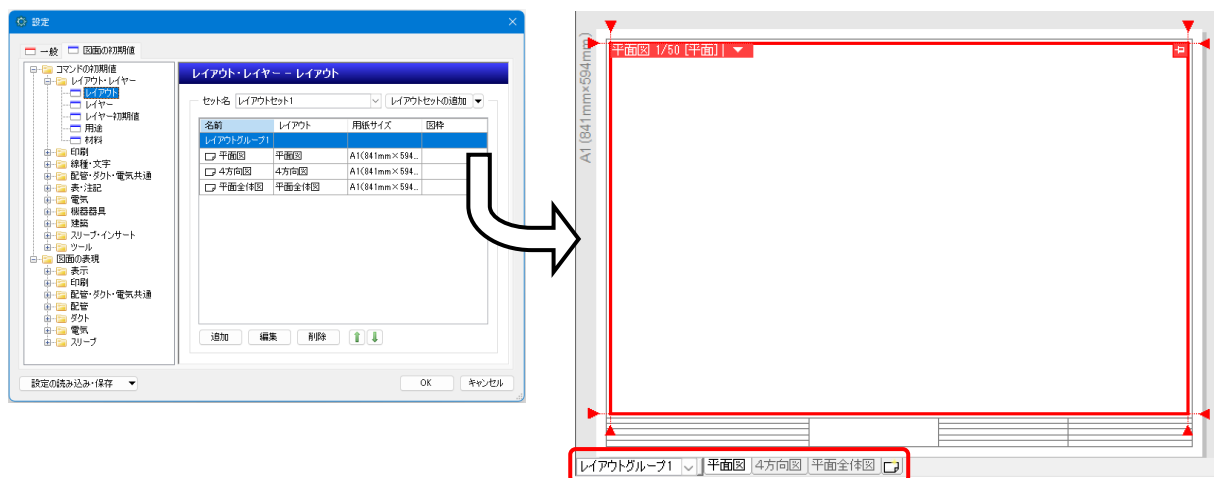 設定
一般 図面の初期値
コマンドの初期値
レイアウト・レイヤー
レイアウト
レイヤー
レイヤー初期値
用途
材料
印刷
線種・文字
配管・ダクト・電気共通
表・注記
電気
機器器具
建築
スリーブ・インサート
ツール
図面の表現
表示
印刷
配管・ダクト・電気共通
配管
ダクト
電気
スリーブ
レイアウト・レイヤー - レイアウト
セット名 レイアウトセット1 レイアウトセットの追加
名前 レイアウト 用紙サイズ 図枠
レイアウトグループ1
平面図 平面図 A1(841mm×594...
4方向図 4方向図 A1(841mm×594...
平面全体図 平面全体図 A1(841mm×594...
追加 編集 削除
設定の読み込み・保存 OK キャンセル
A1 (841mm×594mm)
平面図 1/50 [平面]
レイアウトグループ1 平面図 4方向図 平面全体図